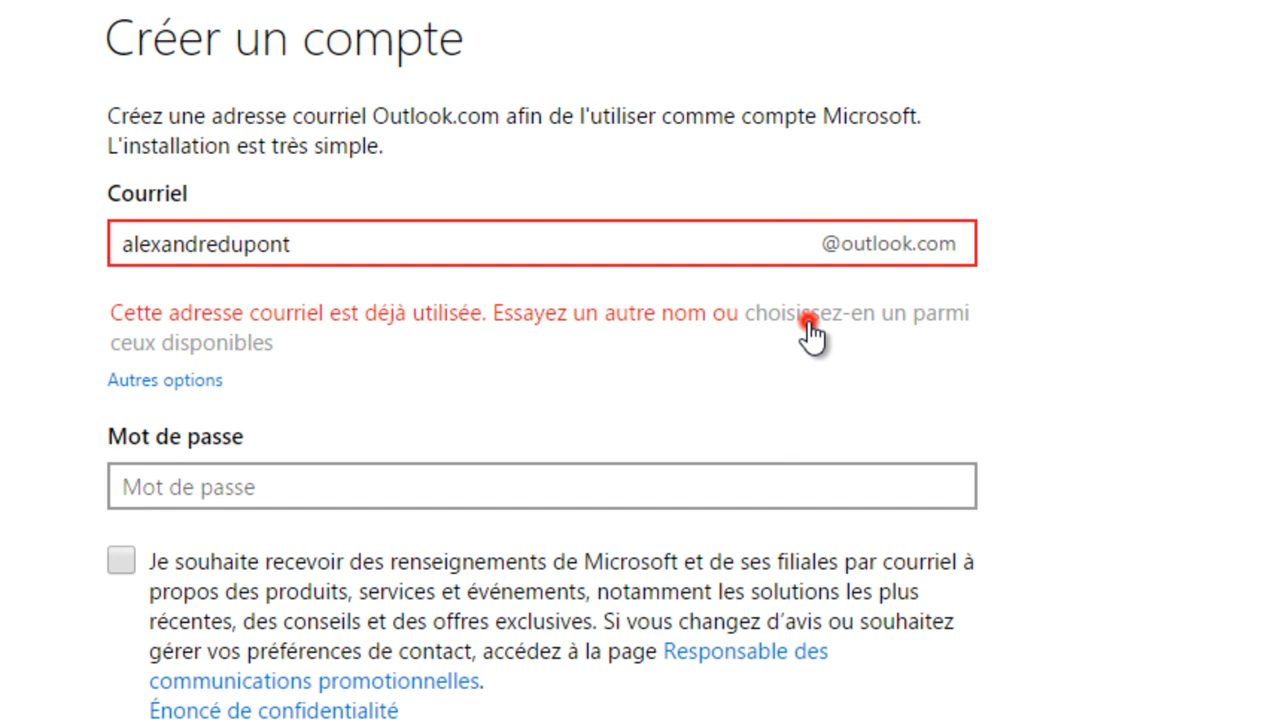 Créer un compte
Créez une adresse courriel Outlook.com afin de l'utiliser comme compte Microsoft.
L'installation est très simple.
Courriel
alexandredupont @outlook.com
Cette adresse courriel est déjà utilisée. Essayez un autre nom ou choisissez-en un parmi
ceux disponibles
Autres options
Mot de passe
Mot de passe
Je souhaite recevoir des renseignements de Microsoft et de ses filiales par courriel à
propos des produits, services et événements, notamment les solutions les plus
récentes, des conseils et des offres exclusives. Si vous changez d’avis ou souhaitez
gérer vos préférences de contact, accédez à la page Responsable des
communications promotionnelles.
Énoncé de confidentialité